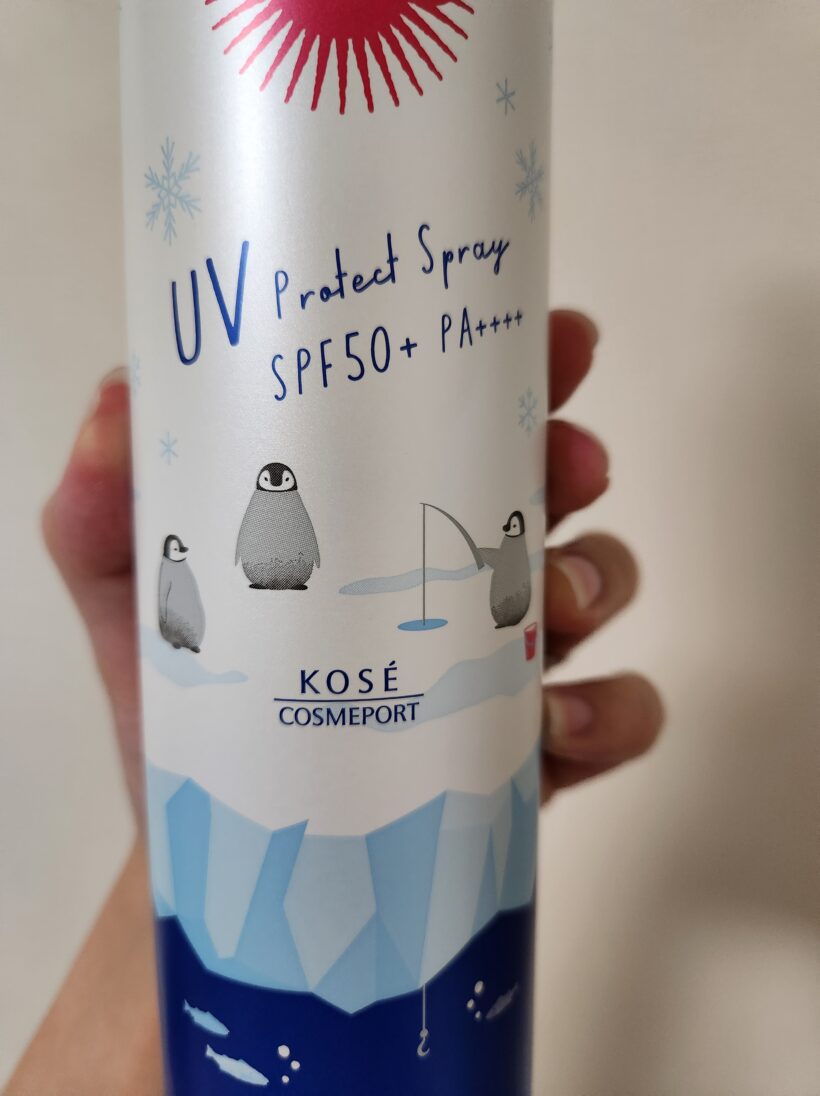 UV Protect Spray
SPF50+ PA++++
KOSÉ
COSMEPORT